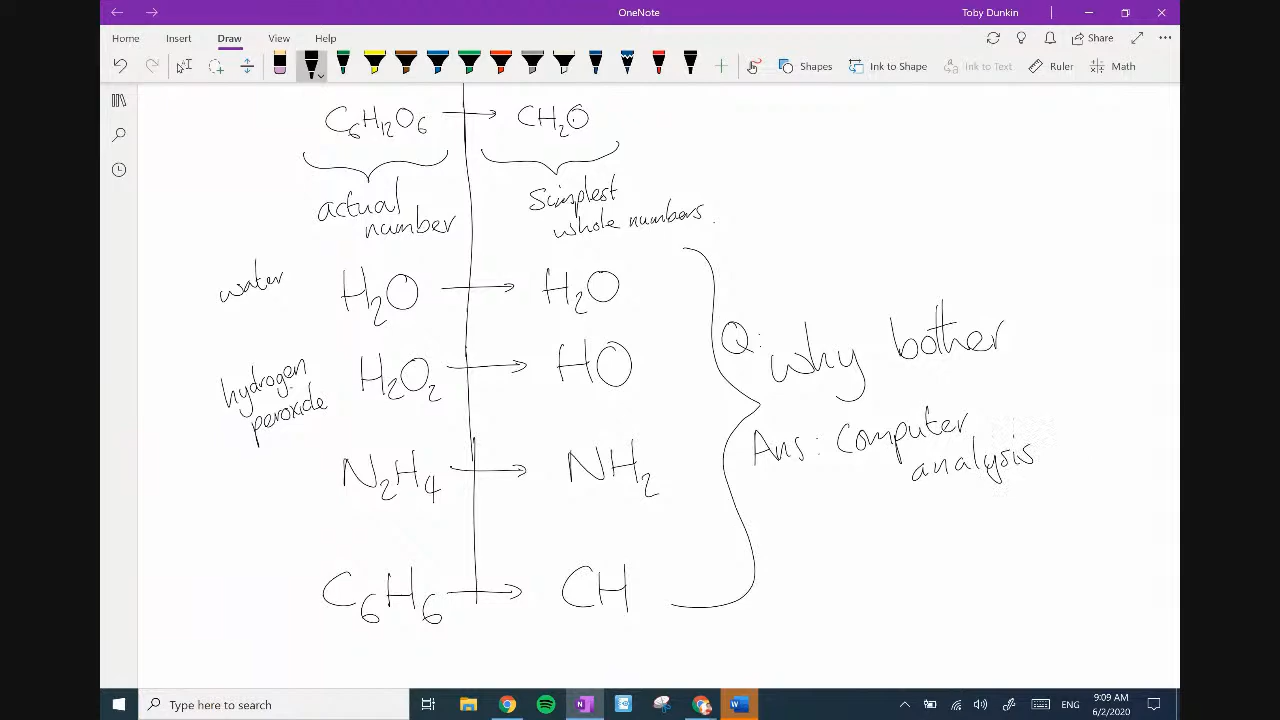 OneNote
Toby Dunkin
Home Insert Draw View Help
Share
Shapes Ink to Shape Ink to Text Ruler Math
C₆H₁₂O₆ → CH₂O
actual
number
Simplest
whole numbers.
water H₂O → H₂O
hydrogen
peroxide
H₂O₂ → HO
N₂H₄ → NH₂
C₆H₆ → CH
Q: why bother
Ans: Computer
analysis
Type here to search
ENG
9:09 AM
6/2/2020